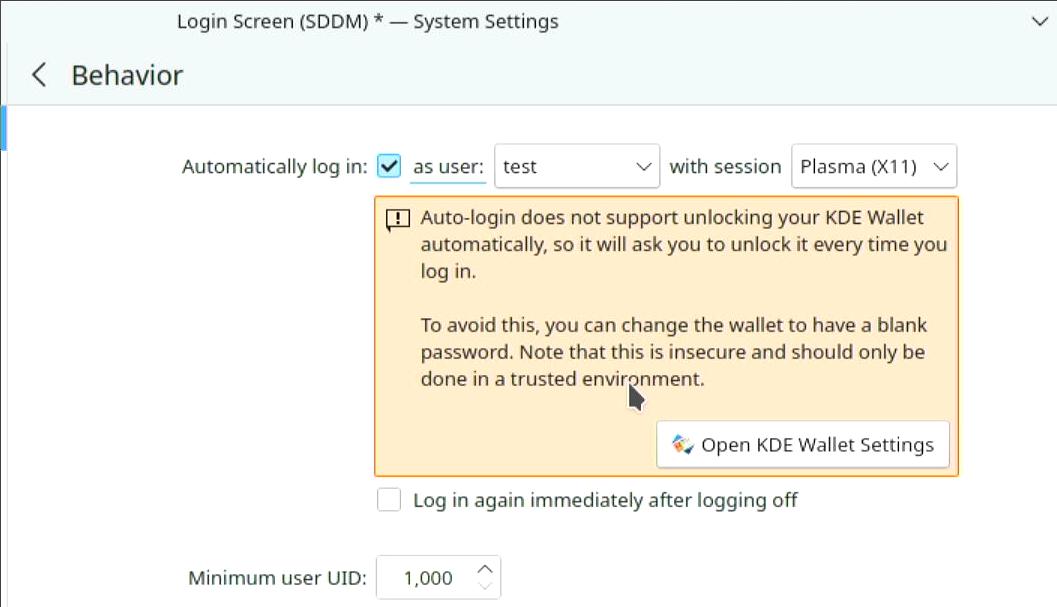 Login Screen (SDDM) * — System Settings
Behavior
Automatically log in: as user: test with session Plasma (X11)
Auto-login does not support unlocking your KDE Wallet
automatically, so it will ask you to unlock it every time you
log in.
To avoid this, you can change the wallet to have a blank
password. Note that this is insecure and should only be
done in a trusted environment.
Open KDE Wallet Settings
Log in again immediately after logging off
Minimum user UID: 1,000